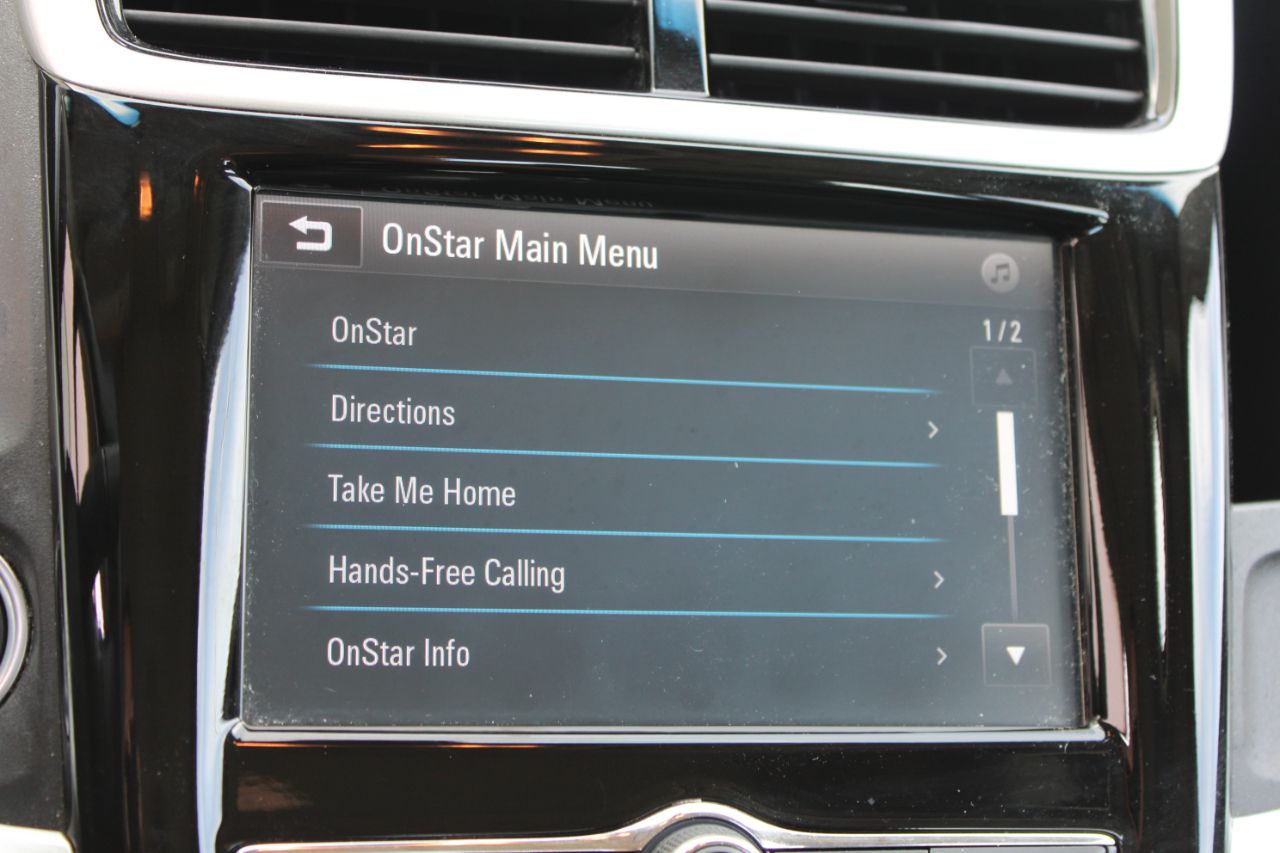 OnStar Main Menu
1/2
OnStar
Directions
Take Me Home
Hands-Free Calling
OnStar Info